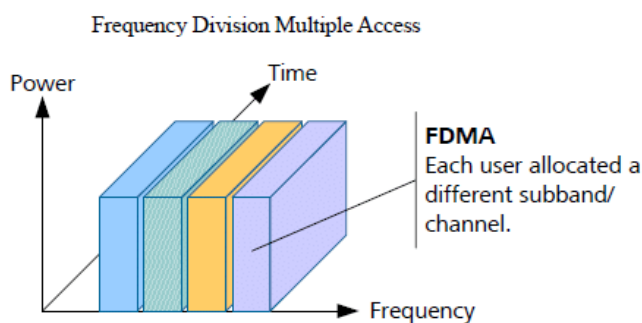 Frequency Division Multiple Access
Time
Power
FDMA
Each user allocated a
different subband/
channel.
Frequency